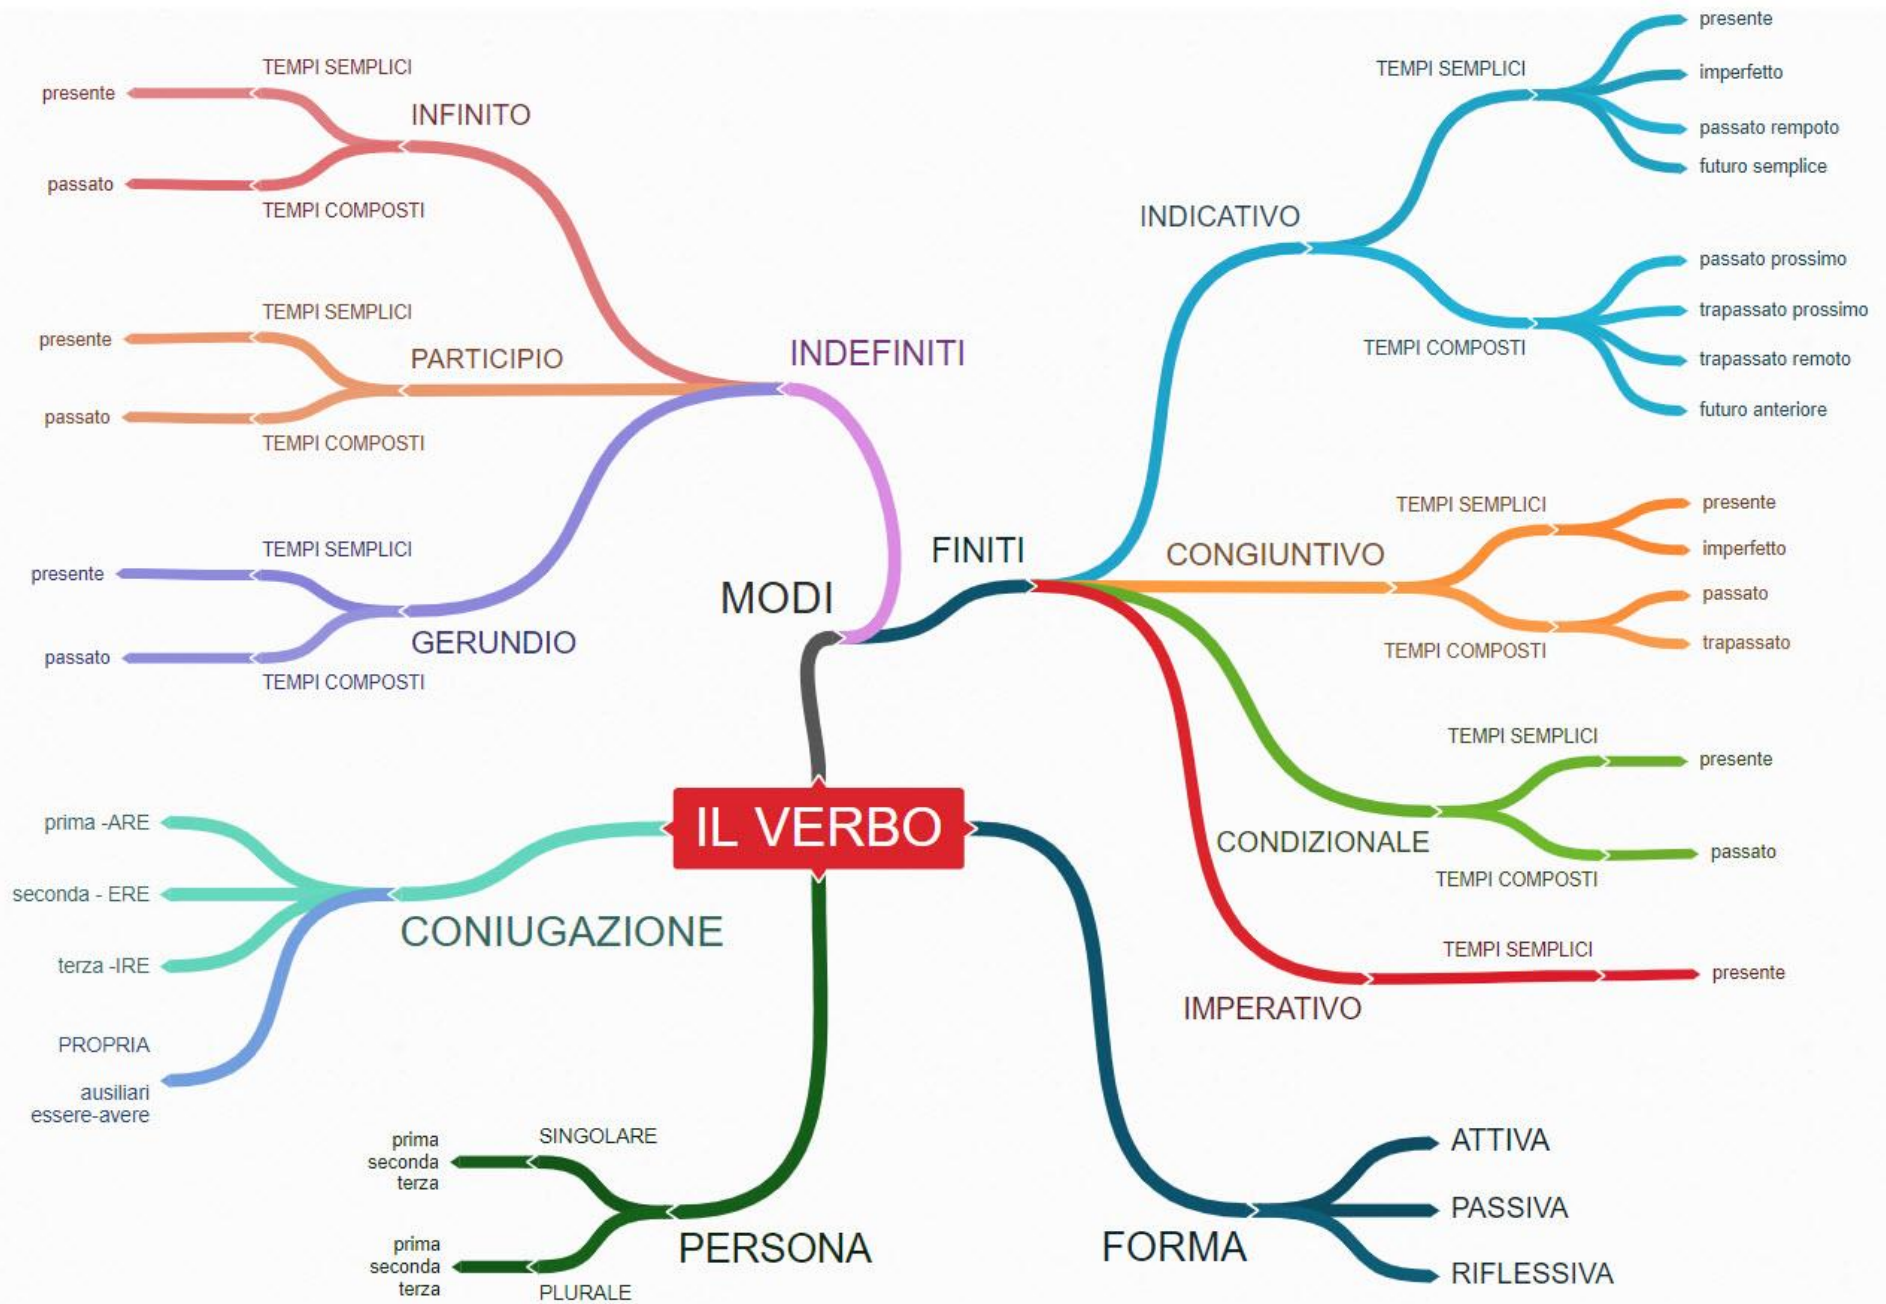 IL VERBO
MODI
INDEFINITI
INFINITO
TEMPI SEMPLICI
presente
TEMPI COMPOSTI
passato
PARTICIPIO
TEMPI SEMPLICI
presente
TEMPI COMPOSTI
passato
GERUNDIO
TEMPI SEMPLICI
presente
TEMPI COMPOSTI
passato
FINITI
INDICATIVO
TEMPI SEMPLICI
presente
imperfetto
passato rempoto
futuro semplice
TEMPI COMPOSTI
passato prossimo
trapassato prossimo
trapassato remoto
futuro anteriore
CONGIUNTIVO
TEMPI SEMPLICI
presente
imperfetto
TEMPI COMPOSTI
passato
trapassato
CONDIZIONALE
TEMPI SEMPLICI
presente
TEMPI COMPOSTI
passato
IMPERATIVO
TEMPI SEMPLICI
presente
CONIUGAZIONE
prima -ARE
seconda - ERE
terza -IRE
PROPRIA
ausiliari
essere-avere
PERSONA
SINGOLARE
prima
seconda
terza
PLURALE
prima
seconda
terza
FORMA
ATTIVA
PASSIVA
RIFLESSIVA